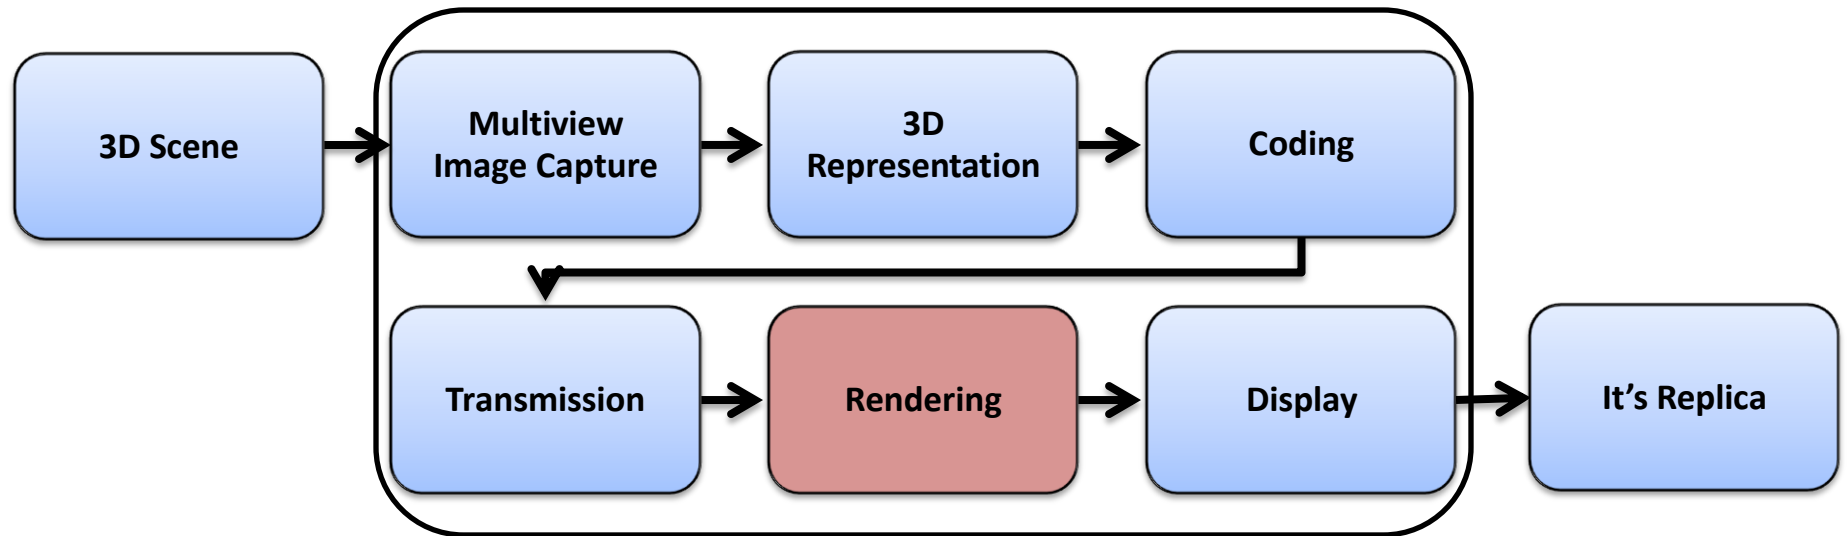 3D Scene
Multiview
Image Capture
3D
Representation
Coding
Transmission
Rendering
Display
It’s Replica